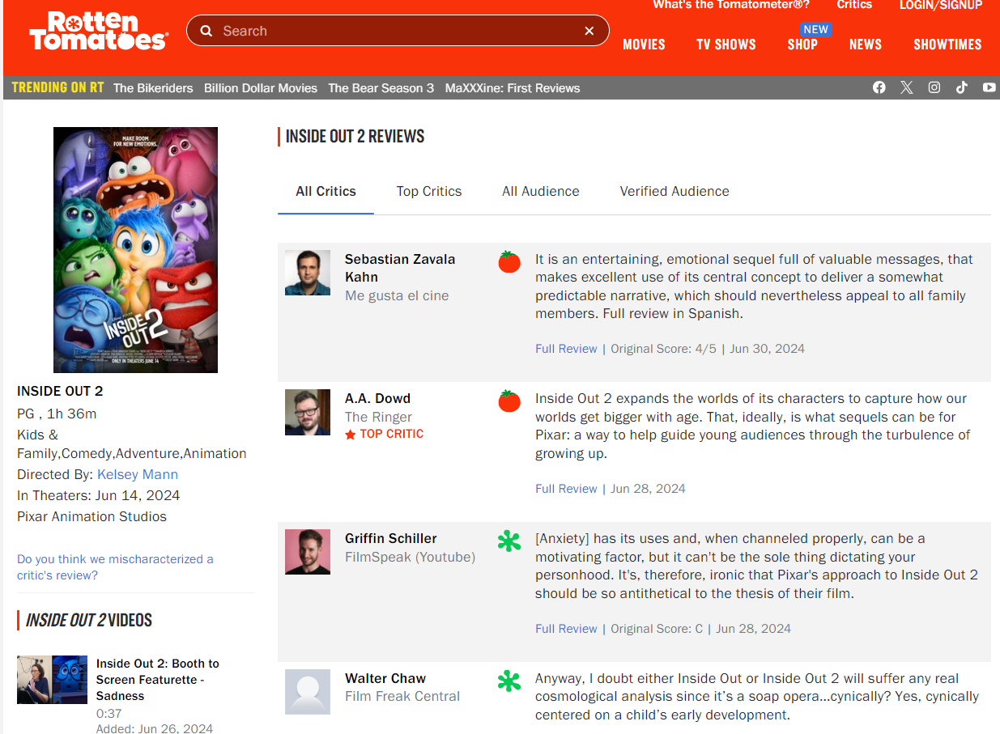 What's the Tomatometer®? Critics LOGIN/SIGNUP
Rotten
Tomatoes®
Search
NEW
MOVIES TV SHOWS SHOP NEWS SHOWTIMES
TRENDING ON RT The Bikeriders Billion Dollar Movies The Bear Season 3 MaXXXine: First Reviews
MAKE ROOM
FOR NEW EMOTIONS.
INSIDE
OUT 2
ONLY IN THEATERS JUNE 14
INSIDE OUT 2
PG , 1h 36m
Kids &
Family,Comedy,Adventure,Animation
Directed By: Kelsey Mann
In Theaters: Jun 14, 2024
Pixar Animation Studios
Do you think we mischaracterized a
critic's review?
INSIDE OUT 2 VIDEOS
Inside Out 2: Booth to
Screen Featurette -
Sadness
0:37
Added: Jun 26, 2024
INSIDE OUT 2 REVIEWS
All Critics Top Critics All Audience Verified Audience
Sebastian Zavala
Kahn
Me gusta el cine
It is an entertaining, emotional sequel full of valuable messages, that
makes excellent use of its central concept to deliver a somewhat
predictable narrative, which should nevertheless appeal to all family
members. Full review in Spanish.
Full Review | Original Score: 4/5 | Jun 30, 2024
A.A. Dowd
The Ringer
TOP CRITIC
Inside Out 2 expands the worlds of its characters to capture how our
worlds get bigger with age. That, ideally, is what sequels can be for
Pixar: a way to help guide young audiences through the turbulence of
growing up.
Full Review | Jun 28, 2024
Griffin Schiller
FilmSpeak (Youtube)
[Anxiety] has its uses and, when channeled properly, can be a
motivating factor, but it can't be the sole thing dictating your
personhood. It's, therefore, ironic that Pixar's approach to Inside Out 2
should be so antithetical to the thesis of their film.
Full Review | Original Score: C | Jun 28, 2024
Walter Chaw
Film Freak Central
Anyway, I doubt either Inside Out or Inside Out 2 will suffer any real
cosmological analysis since it’s a soap opera...cynically? Yes, cynically
centered on a child’s early development.